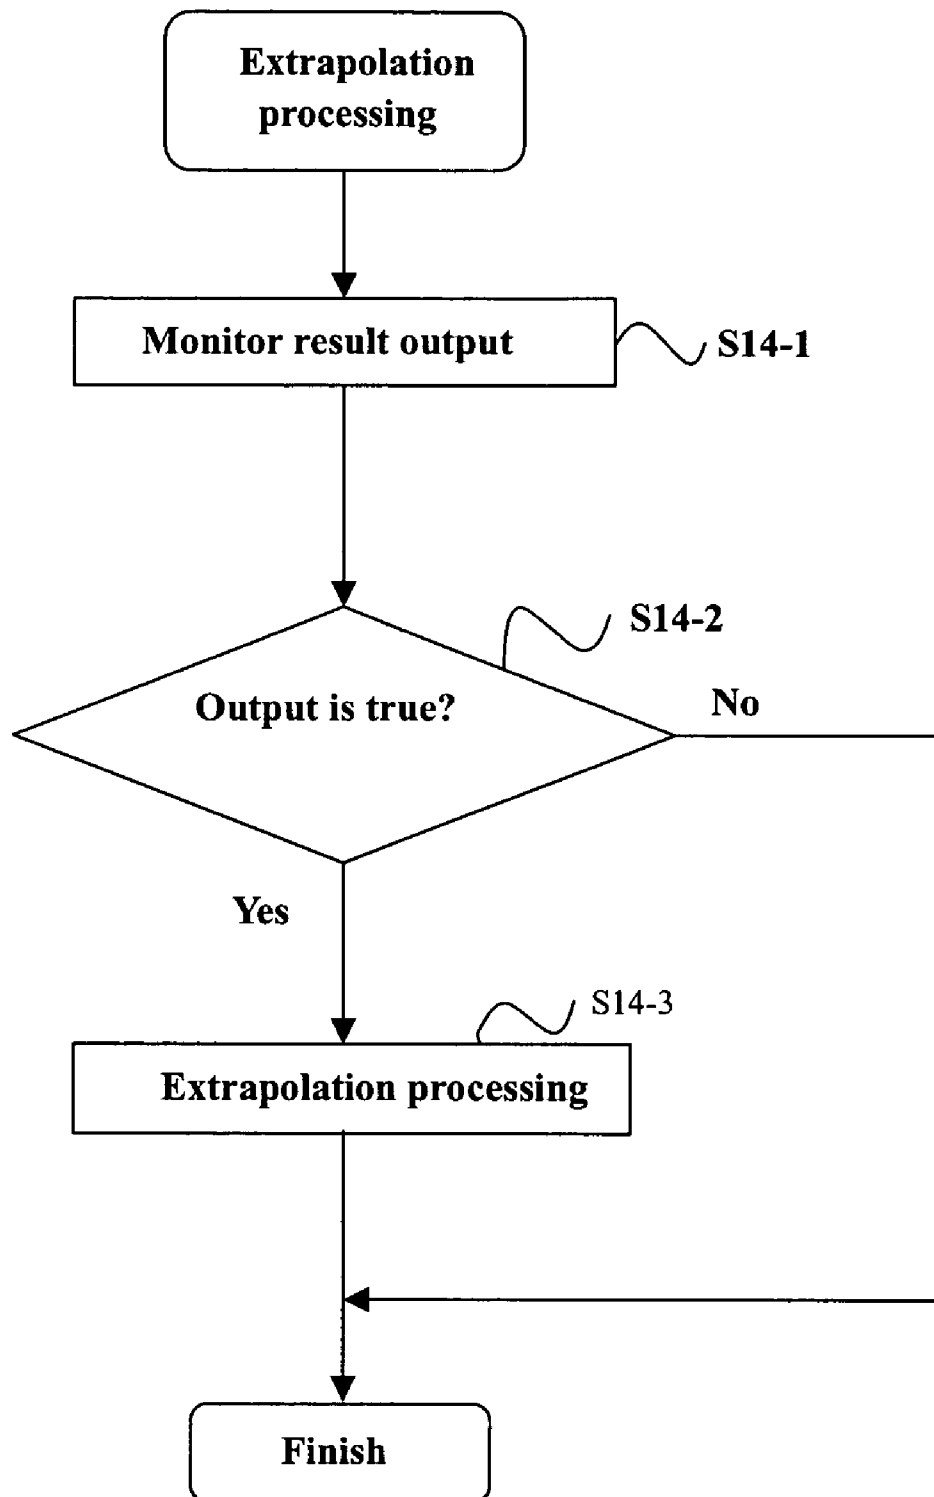 Extrapolation
processing
Monitor result output
S14-1
S14-2
Output is true?
No
Yes
S14-3
Extrapolation processing
Finish